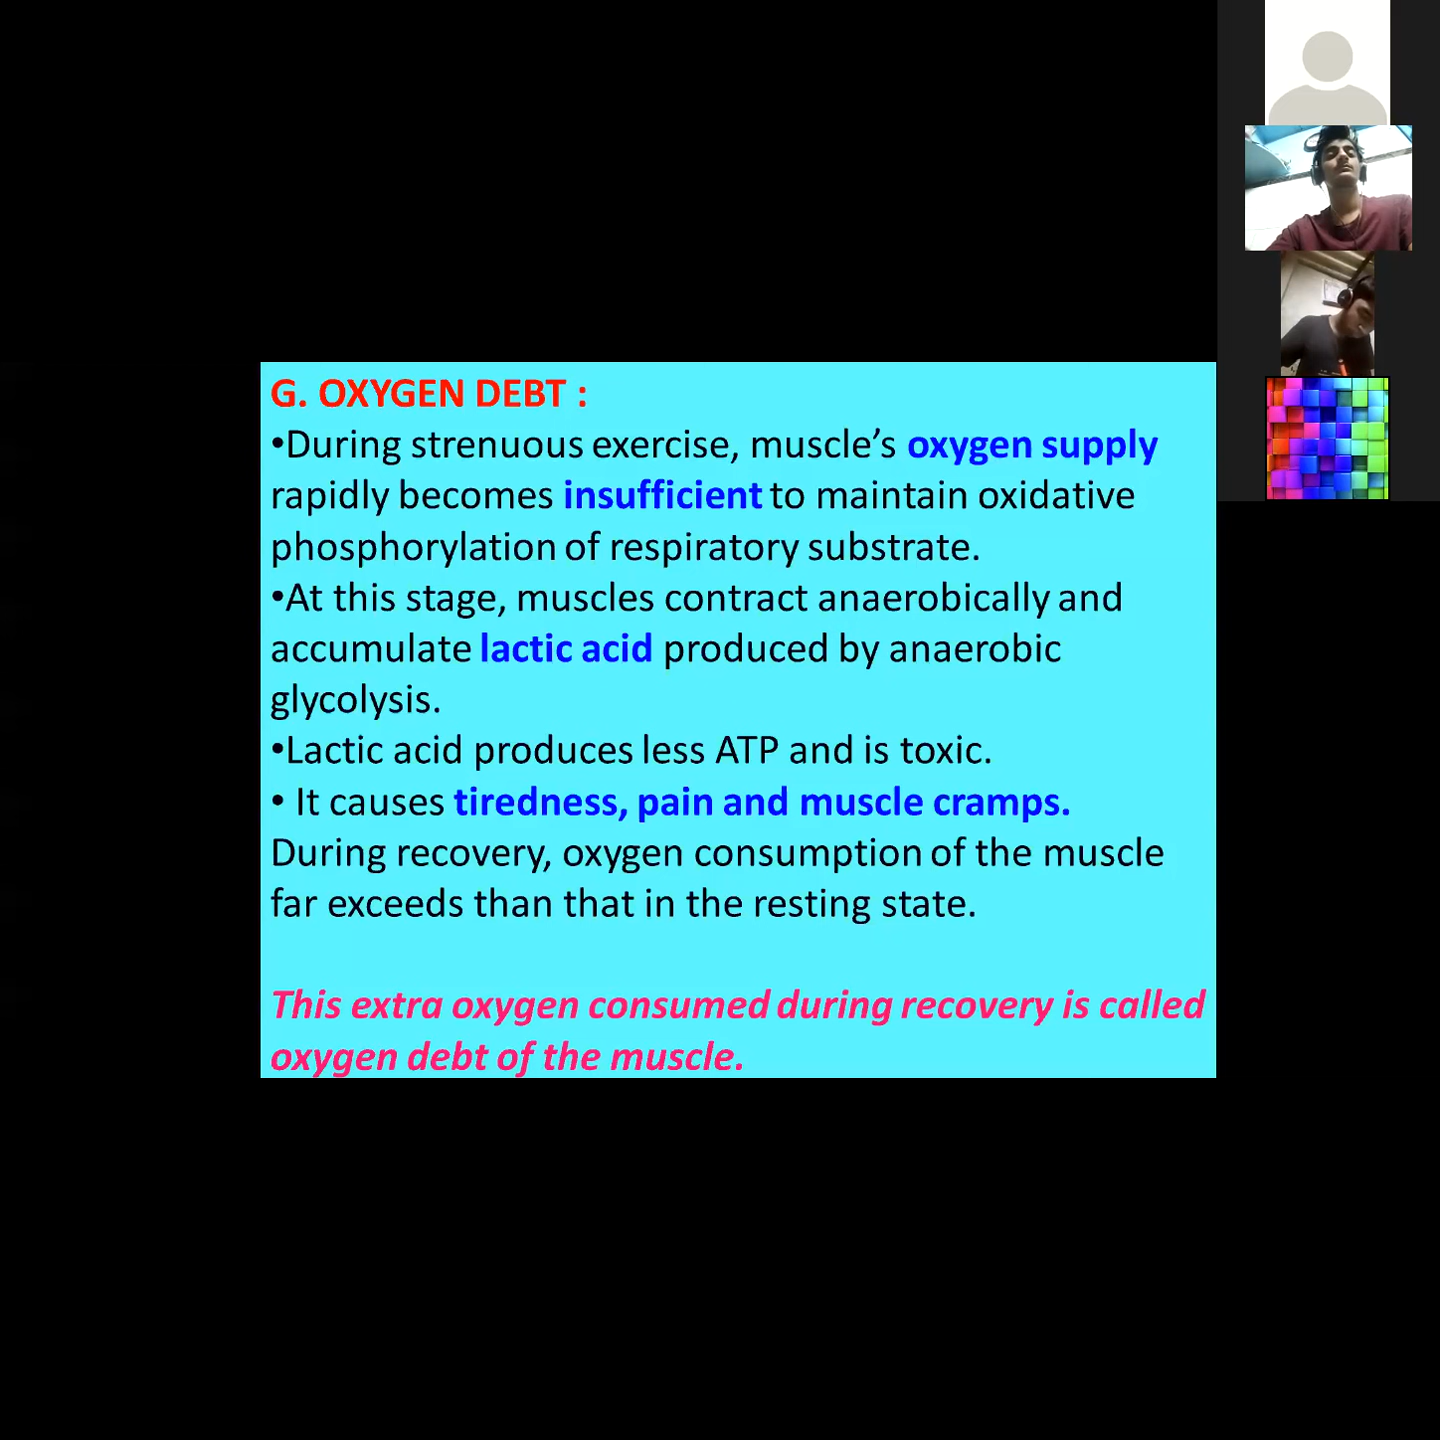 G. OXYGEN DEBT :
•During strenuous exercise, muscle’s oxygen supply
rapidly becomes insufficient to maintain oxidative
phosphorylation of respiratory substrate.
•At this stage, muscles contract anaerobically and
accumulate lactic acid produced by anaerobic
glycolysis.
•Lactic acid produces less ATP and is toxic.
• It causes tiredness, pain and muscle cramps.
During recovery, oxygen consumption of the muscle
far exceeds than that in the resting state.
This extra oxygen consumed during recovery is called
oxygen debt of the muscle.